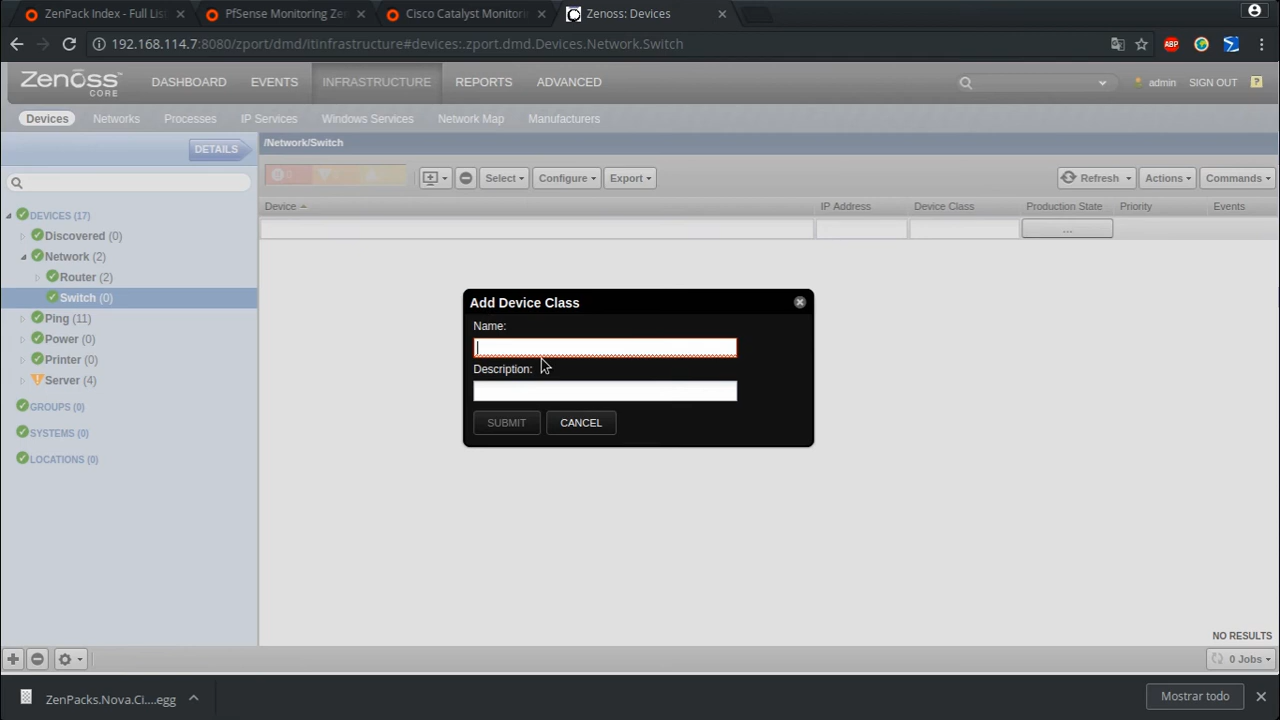 ZenPack Index - Full Lis
PfSense Monitoring Zen
Cisco Catalyst Monitorin
Zenoss: Devices
192.168.114.7:8080/zport/dmd/itinfrastructure#devices:.zport.dmd.Devices.Network.Switch
ABP
Zenoss CORE
DASHBOARD EVENTS INFRASTRUCTURE REPORTS ADVANCED
admin SIGN OUT ?
Devices Networks Processes IP Services Windows Services Network Map Manufacturers
DETAILS
/Network/Switch
0
Select Configure Export
Refresh Actions Commands
Device IP Address Device Class Production State Priority Events
...
DEVICES (17)
Discovered (0)
Network (2)
Router (2)
Switch (0)
Ping (11)
Power (0)
Printer (0)
Server (4)
GROUPS (0)
SYSTEMS (0)
LOCATIONS (0)
Add Device Class
Name:
Description:
SUBMIT CANCEL
NO RESULTS
0 Jobs
ZenPacks.Nova.Ci....egg
Mostrar todo